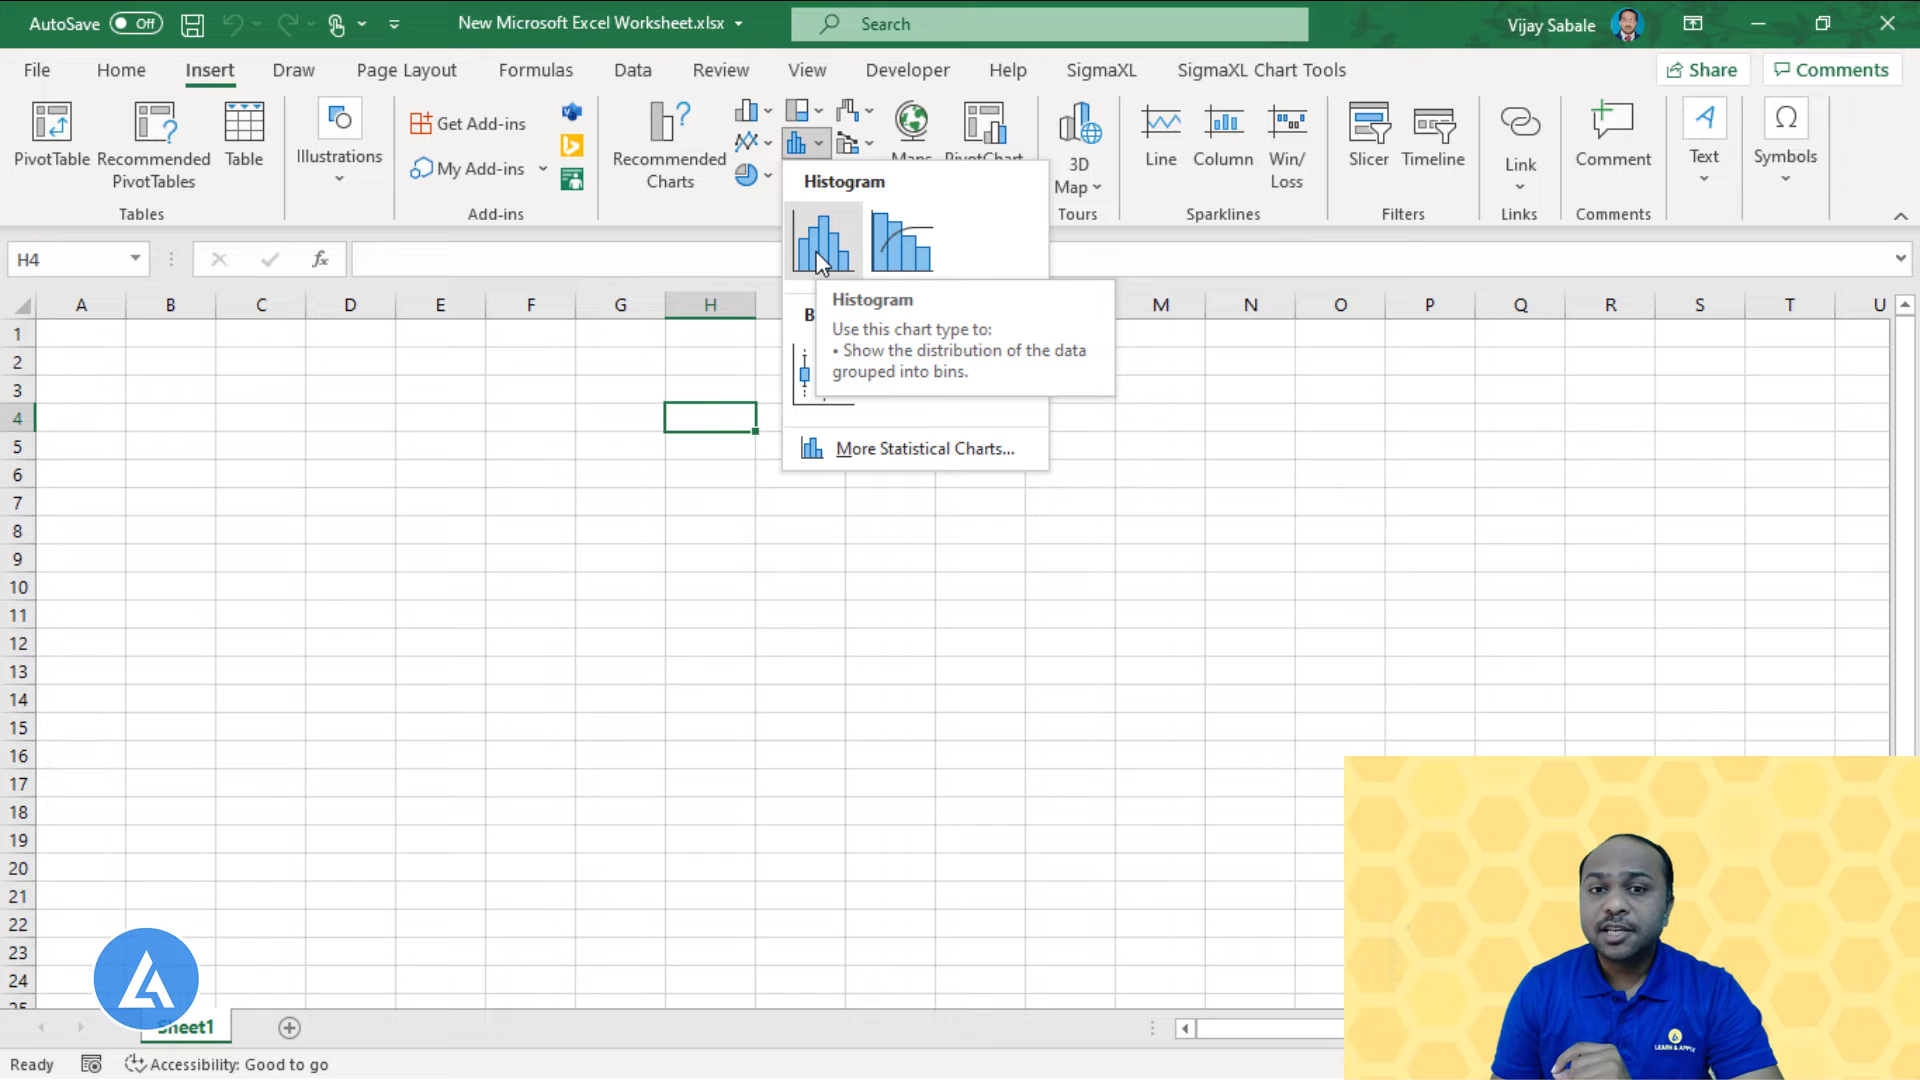 AutoSave Off New Microsoft Excel Worksheet.xlsx Search Vijay Sabale
File Home Insert Draw Page Layout Formulas Data Review View Developer Help SigmaXL SigmaXL Chart Tools Share Comments
PivotTable Recommended PivotTables Table Illustrations
Get Add-ins
My Add-ins
Recommended Charts
3D Map
Line Column Win/Loss
Slicer Timeline
Link
Comment
Text
Symbols
Tables Add-ins Tours Sparklines Filters Links Comments
Histogram
H4 fx
A B C D E F G H M N O P Q R S T U
Histogram
Use this chart type to:
• Show the distribution of the data
grouped into bins.
B
More Statistical Charts...
1
2
3
4
5
6
7
8
9
10
11
12
13
14
15
16
17
18
19
20
21
22
23
24
25
Sheet1
LEARN & APPLY
Ready Accessibility: Good to go